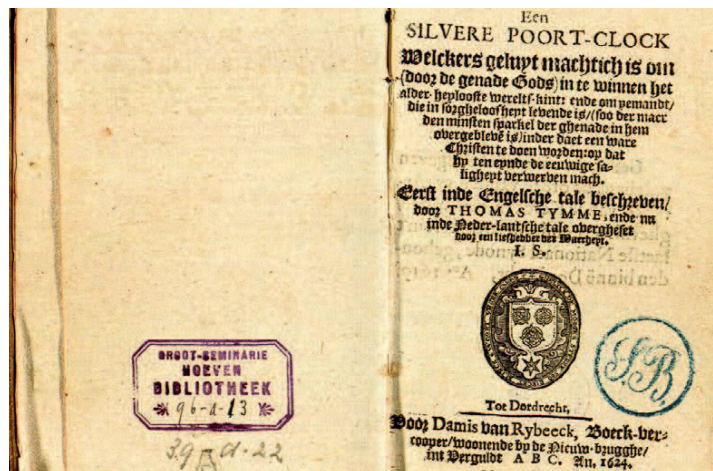 GROOT-SEMINARIE
HOEVEN
BIBLIOTHEEK
96-a-13
39 a-22
Een
SILVERE POORT-CLOCK
Welckers geluyt machtich is om
(door de genade Gods) in te winnen het
alder-heylooste werelts-kint: ende om yemandt/
die in sorgheloosheyt levende is/(soo der maer
den minsten sparkel der ghenade in hem
overgeblevē is/inder daet een ware
Christen te doen worden:op dat
hy ten eynde de eeuwige sa-
ligheyt verwerven mach.
Eerst inde Engelsche tale beschreven/
door THOMAS TYMME, ende nu
inde Neder-lantsche tale overgheset
door een liefhebber der Waerheyt.
I. S.
S.B.
Tot Dordrecht,
Voor Damis van Rybeeck, Boeck-ver-
cooper/woonende by de Nieuw-brugghe/
int Verguldt A B C. An. 1624.